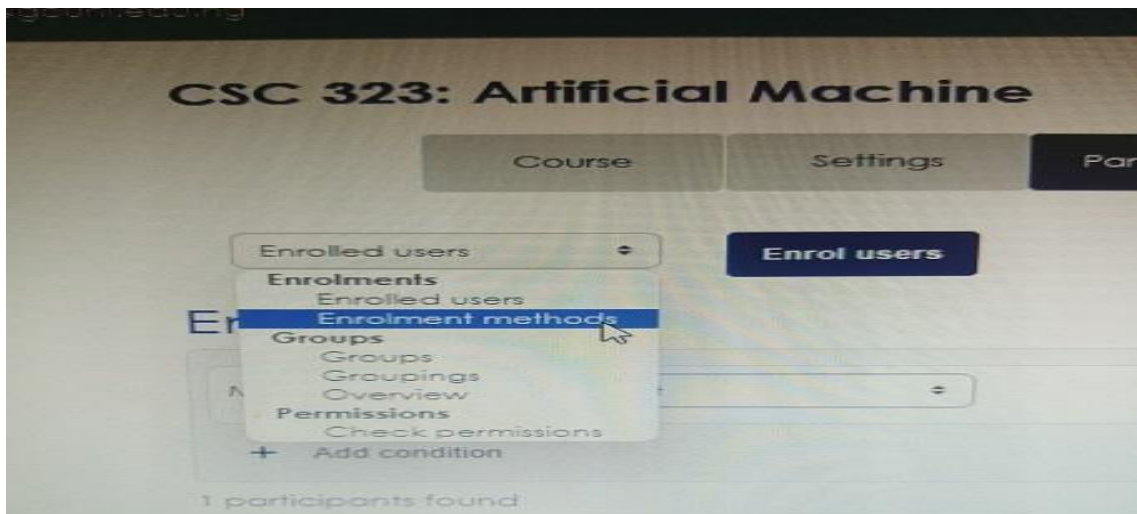 CSC 323: Artificial Machine
Course Settings Par
Enrolled users Enrol users
Enrolments
Enrolled users
Enrolment methods
Groups
Groups
Groupings
Overview
Permissions
Check permissions
+ Add condition
1 participants found